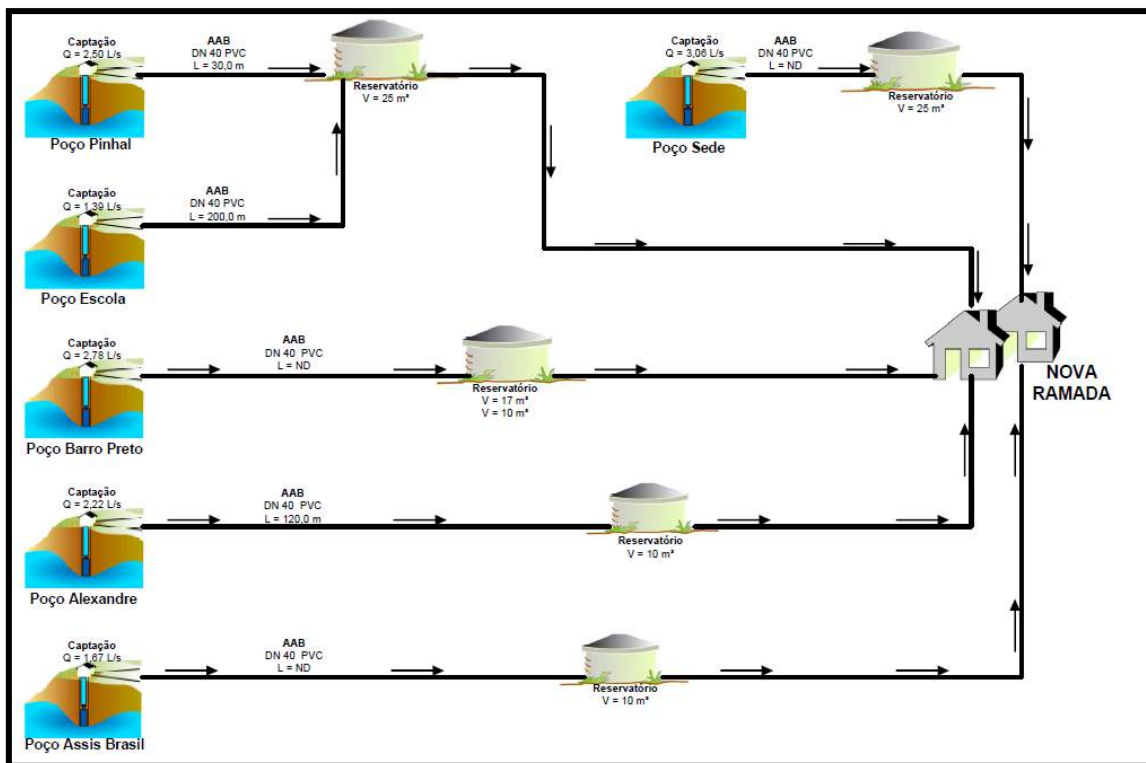 Captação
Q = 2,50 L/s
AAB
DN 40 PVC
L = 30,0 m
Reservatório
V = 25 m³
Poço Pinhal
Captação
Q = 3,06 L/s
AAB
DN 40 PVC
L = ND
Reservatório
V = 25 m³
Poço Sede
Captação
Q = 1,39 L/s
AAB
DN 40 PVC
L = 200,0 m
Poço Escola
Captação
Q = 2,78 L/s
AAB
DN 40 PVC
L = ND
Reservatório
V = 17 m³
V = 10 m³
Poço Barro Preto
NOVA
RAMADA
Captação
Q = 2,22 L/s
AAB
DN 40 PVC
L = 120,0 m
Reservatório
V = 10 m³
Poço Alexandre
Captação
Q = 1,67 L/s
AAB
DN 40 PVC
L = ND
Reservatório
V = 10 m³
Poço Assis Brasil